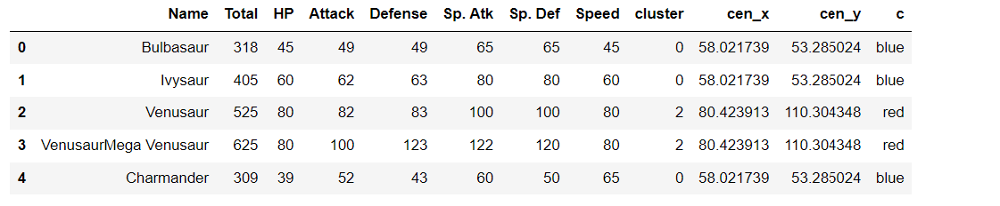 Name Total HP Attack Defense Sp. Atk Sp. Def Speed cluster cen_x cen_y c
0 Bulbasaur 318 45 49 49 65 65 45 0 58.021739 53.285024 blue
1 Ivysaur 405 60 62 63 80 80 60 0 58.021739 53.285024 blue
2 Venusaur 525 80 82 83 100 100 80 2 80.423913 110.304348 red
3 VenusaurMega Venusaur 625 80 100 123 122 120 80 2 80.423913 110.304348 red
4 Charmander 309 39 52 43 60 50 65 0 58.021739 53.285024 blue